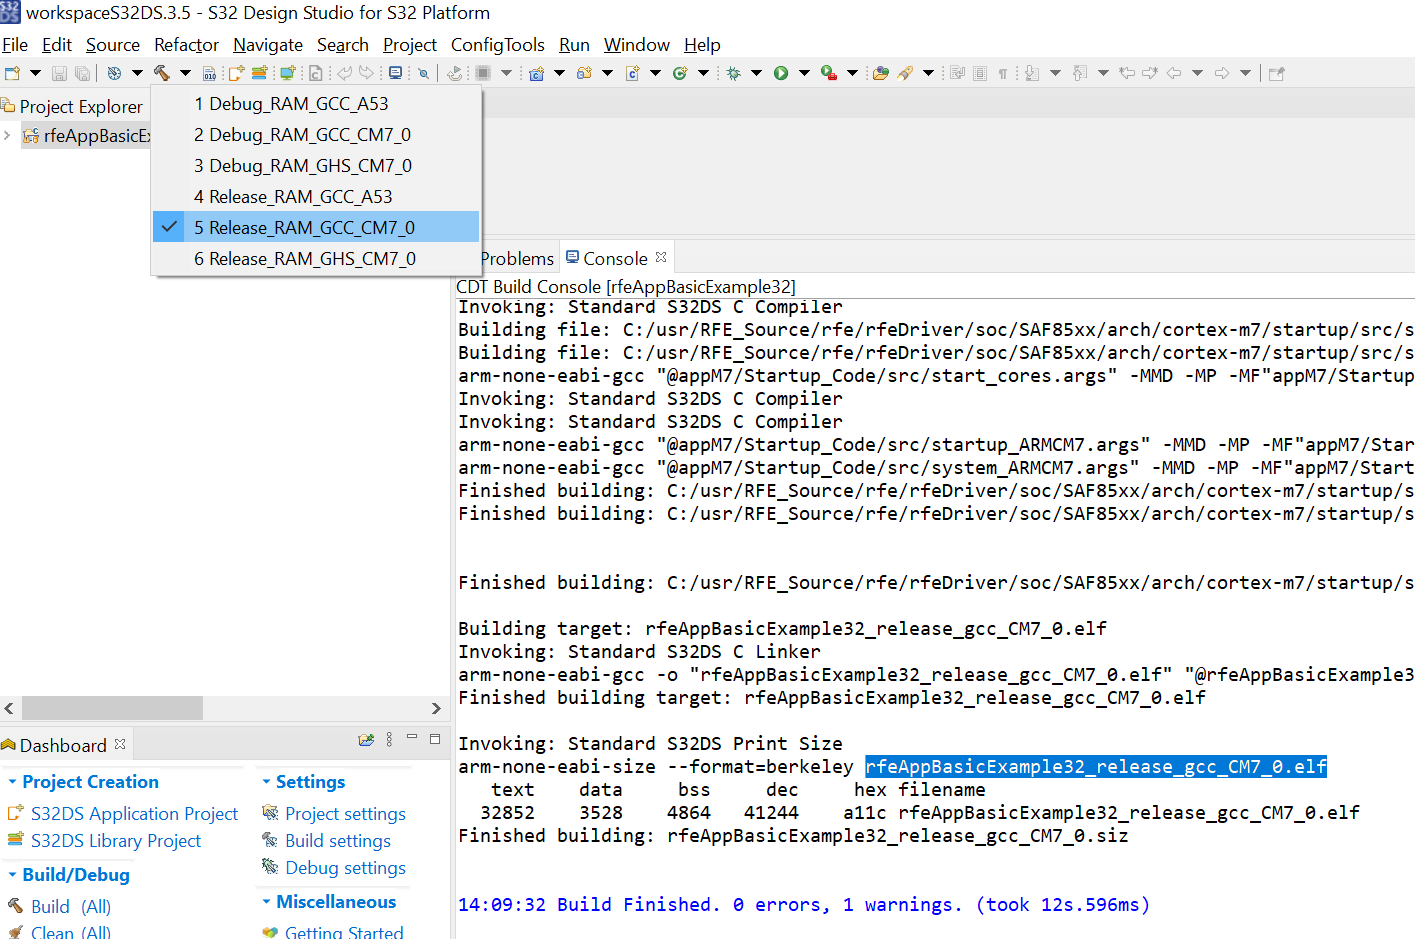 S32
DS
workspaceS32DS.3.5 - S32 Design Studio for S32 Platform
File Edit Source Refactor Navigate Search Project ConfigTools Run Window Help
Project Explorer
rfeAppBasicEx
1 Debug_RAM_GCC_A53
2 Debug_RAM_GCC_CM7_0
3 Debug_RAM_GHS_CM7_0
4 Release_RAM_GCC_A53
5 Release_RAM_GCC_CM7_0
6 Release_RAM_GHS_CM7_0
Problems Console
CDT Build Console [rfeAppBasicExample32]
Invoking: Standard S32DS C Compiler
Building file: C:/usr/RFE_Source/rfe/rfeDriver/soc/SAF85xx/arch/cortex-m7/startup/src/s
Building file: C:/usr/RFE_Source/rfe/rfeDriver/soc/SAF85xx/arch/cortex-m7/startup/src/s
arm-none-eabi-gcc "@appM7/Startup_Code/src/start_cores.args" -MMD -MP -MF"appM7/Startup
Invoking: Standard S32DS C Compiler
Invoking: Standard S32DS C Compiler
arm-none-eabi-gcc "@appM7/Startup_Code/src/startup_ARMCM7.args" -MMD -MP -MF"appM7/Star
arm-none-eabi-gcc "@appM7/Startup_Code/src/system_ARMCM7.args" -MMD -MP -MF"appM7/Start
Finished building: C:/usr/RFE_Source/rfe/rfeDriver/soc/SAF85xx/arch/cortex-m7/startup/s
Finished building: C:/usr/RFE_Source/rfe/rfeDriver/soc/SAF85xx/arch/cortex-m7/startup/s
Finished building: C:/usr/RFE_Source/rfe/rfeDriver/soc/SAF85xx/arch/cortex-m7/startup/s
Building target: rfeAppBasicExample32_release_gcc_CM7_0.elf
Invoking: Standard S32DS C Linker
arm-none-eabi-gcc -o "rfeAppBasicExample32_release_gcc_CM7_0.elf" "@rfeAppBasicExample3
Finished building target: rfeAppBasicExample32_release_gcc_CM7_0.elf
Invoking: Standard S32DS Print Size
arm-none-eabi-size --format=berkeley rfeAppBasicExample32_release_gcc_CM7_0.elf
text data bss dec hex filename
32852 3528 4864 41244 a11c rfeAppBasicExample32_release_gcc_CM7_0.elf
Finished building: rfeAppBasicExample32_release_gcc_CM7_0.siz
14:09:32 Build Finished. 0 errors, 1 warnings. (took 12s.596ms)
Dashboard
Project Creation
S32DS Application Project
S32DS Library Project
Build/Debug
Build (All)
Clean (All)
Settings
Project settings
Build settings
Debug settings
Miscellaneous
Getting Started